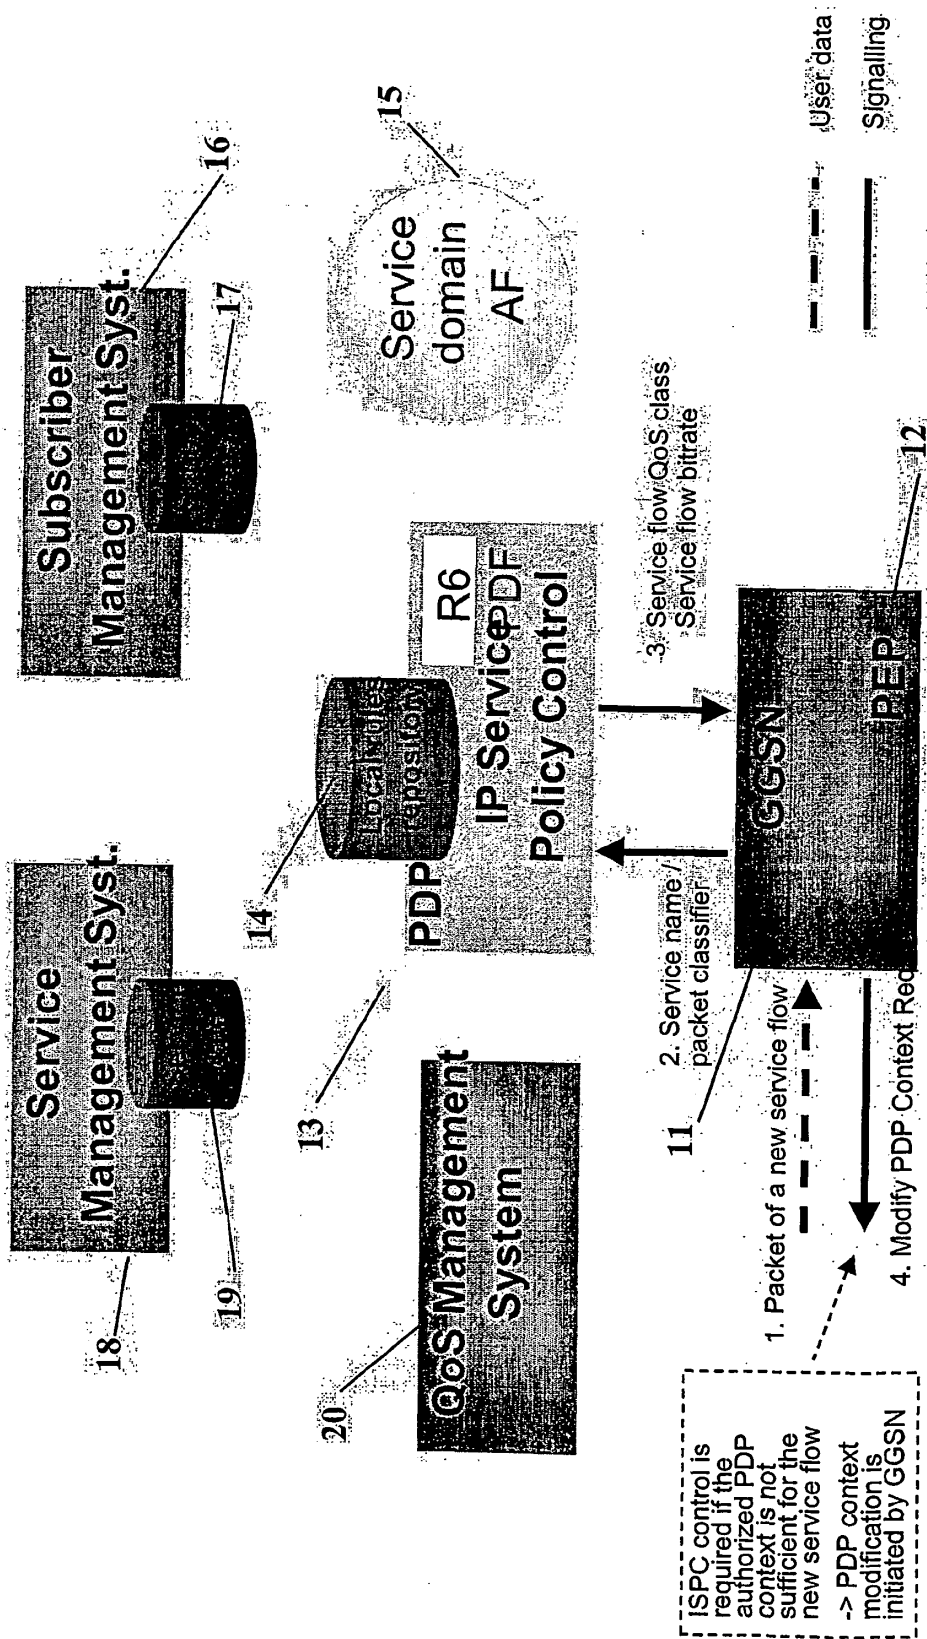 Service
Management Syst.
18
19
Subscriber
Management Syst.
16
17
QoS Management
System
20
13
14
Local rules
repository
PDP
R6
IP Service PDF
Policy Control
Service
domain
AF
15
2. Service name /
packet classifier
3. Service flow QoS class
Service flow bitrate
11
GGSN
PEP
12
1. Packet of a new service flow
4. Modify PDP Context Req
ISPC control is
required if the
authorized PDP
context is not
sufficient for the
new service flow
-> PDP context
modification is
initiated by GGSN
User data
Signalling